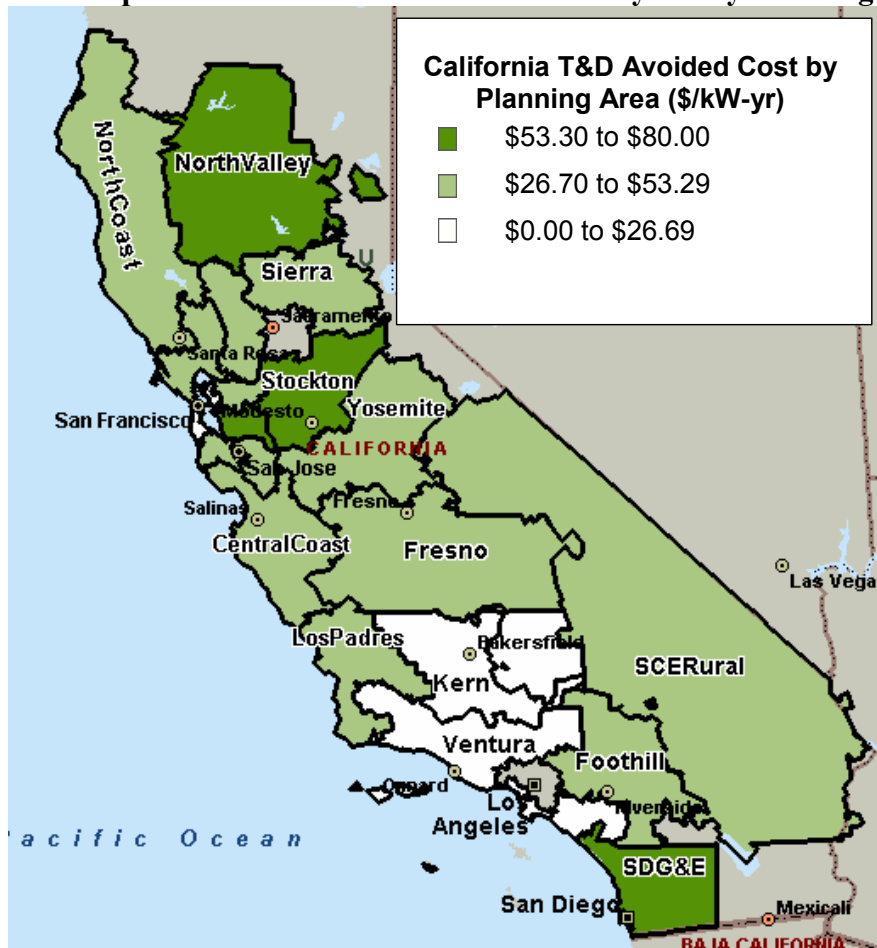 California T&D Avoided Cost by
Planning Area ($/kW-yr)
$53.30 to $80.00
$26.70 to $53.29
$0.00 to $26.69
NorthCoast
NorthValley
U
Sierra
Sacramento
Santa Rosa
Stockton
San Francisco
Modesto
Yosemite
CALIFORNIA
San Jose
Salinas
Fresno
CentralCoast
Fresno
Las Vega
LosPadres
Bakersfield
SCERural
Kern
Ventura
Foothill
Oxnard
Riverside
Los
Angeles
acific Ocean
SDG&E
San Diego
Mexicali
BAJA CALIFORNIA